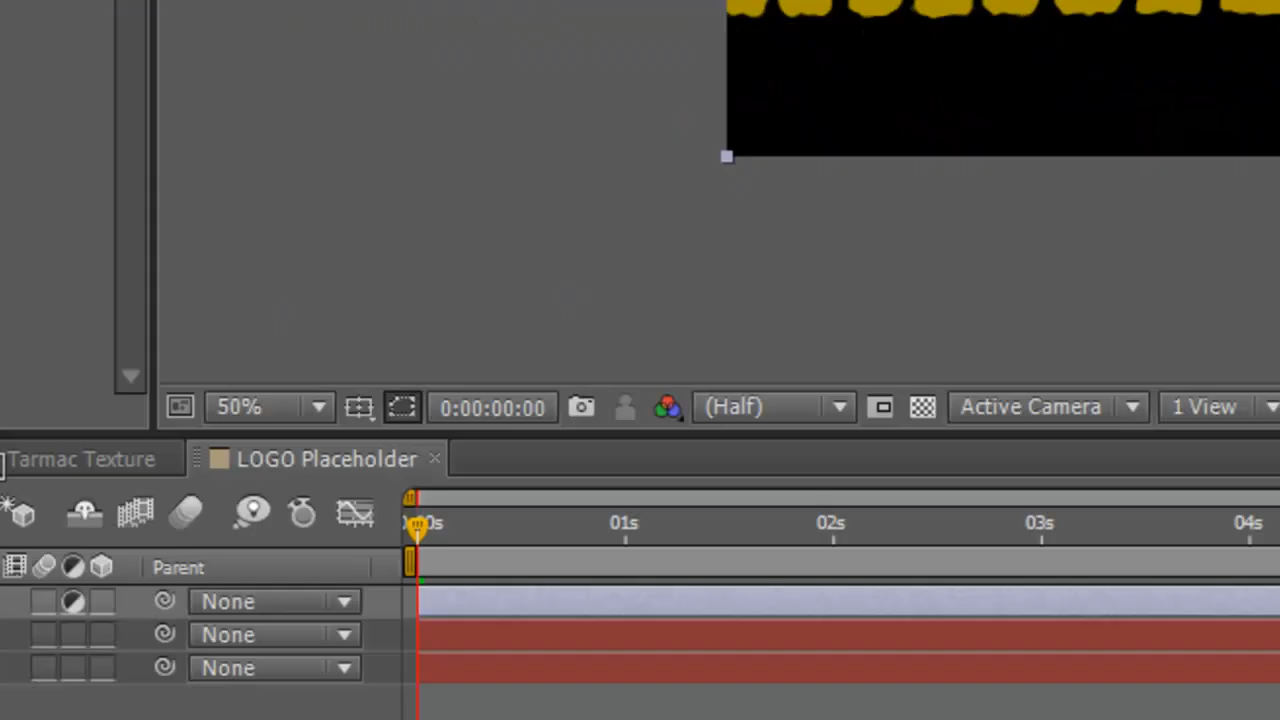 50%
0:00:00:00
(Half)
Active Camera
1 View
Tarmac Texture
LOGO Placeholder
01s
02s
03s
04s
Parent
None
None
None